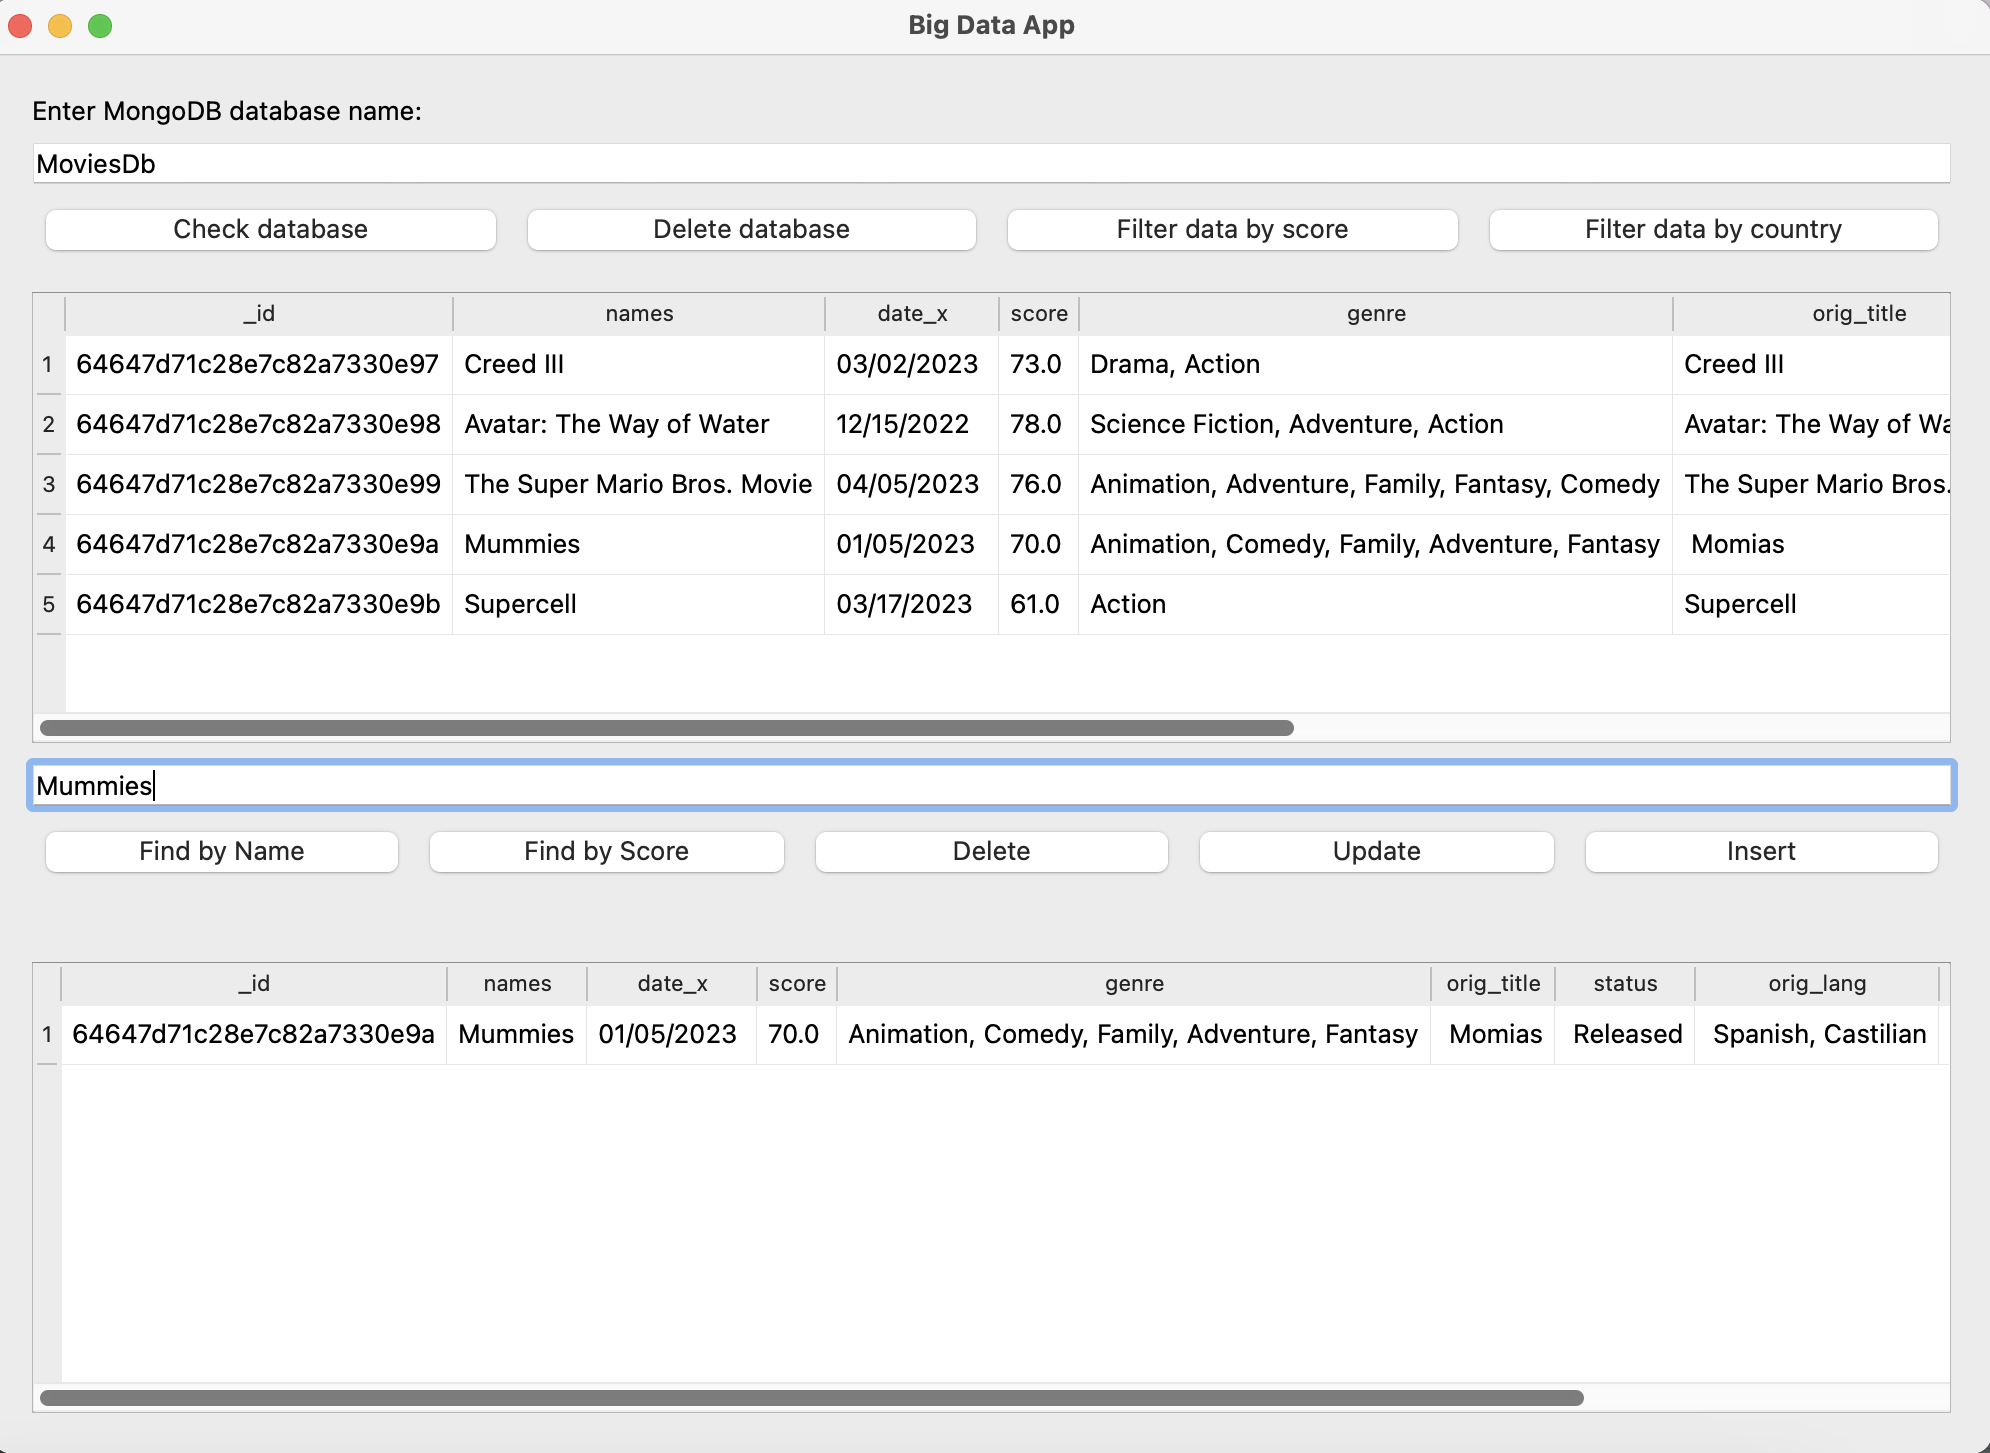 Big Data App
Enter MongoDB database name:
MoviesDb
Check database Delete database Filter data by score Filter data by country
_id names date_x score genre orig_title
1 64647d71c28e7c82a7330e97 Creed III 03/02/2023 73.0 Drama, Action Creed III
2 64647d71c28e7c82a7330e98 Avatar: The Way of Water 12/15/2022 78.0 Science Fiction, Adventure, Action Avatar: The Way of Wa
3 64647d71c28e7c82a7330e99 The Super Mario Bros. Movie 04/05/2023 76.0 Animation, Adventure, Family, Fantasy, Comedy The Super Mario Bros.
4 64647d71c28e7c82a7330e9a Mummies 01/05/2023 70.0 Animation, Comedy, Family, Adventure, Fantasy Momias
5 64647d71c28e7c82a7330e9b Supercell 03/17/2023 61.0 Action Supercell
Mummies
Find by Name Find by Score Delete Update Insert
_id names date_x score genre orig_title status orig_lang
1 64647d71c28e7c82a7330e9a Mummies 01/05/2023 70.0 Animation, Comedy, Family, Adventure, Fantasy Momias Released Spanish, Castilian